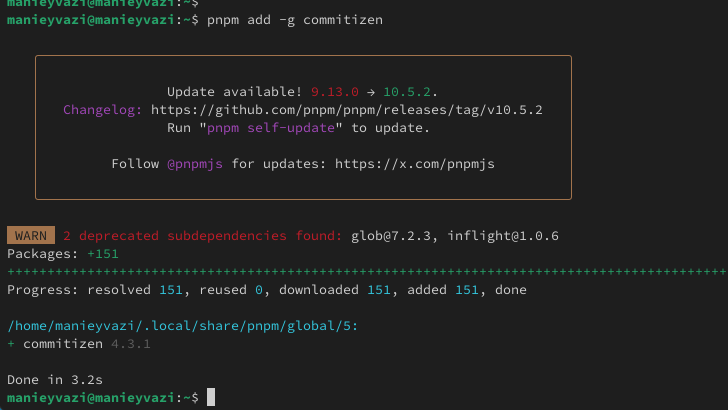 manieyvazi@manieyvazi:~$
manieyvazi@manieyvazi:~$ pnpm add -g commitizen
Update available! 9.13.0 → 10.5.2.
Changelog: https://github.com/pnpm/pnpm/releases/tag/v10.5.2
Run "pnpm self-update" to update.
Follow @pnpmjs for updates: https://x.com/pnpmjs
WARN 2 deprecated subdependencies found: glob@7.2.3, inflight@1.0.6
Packages: +151
++++++++++++++++++++++++++++++++++++++++++++++++++++++++++++++++++++++++++++++++++++++++++
Progress: resolved 151, reused 0, downloaded 151, added 151, done
/home/manieyvazi/.local/share/pnpm/global/5:
+ commitizen 4.3.1
Done in 3.2s
manieyvazi@manieyvazi:~$